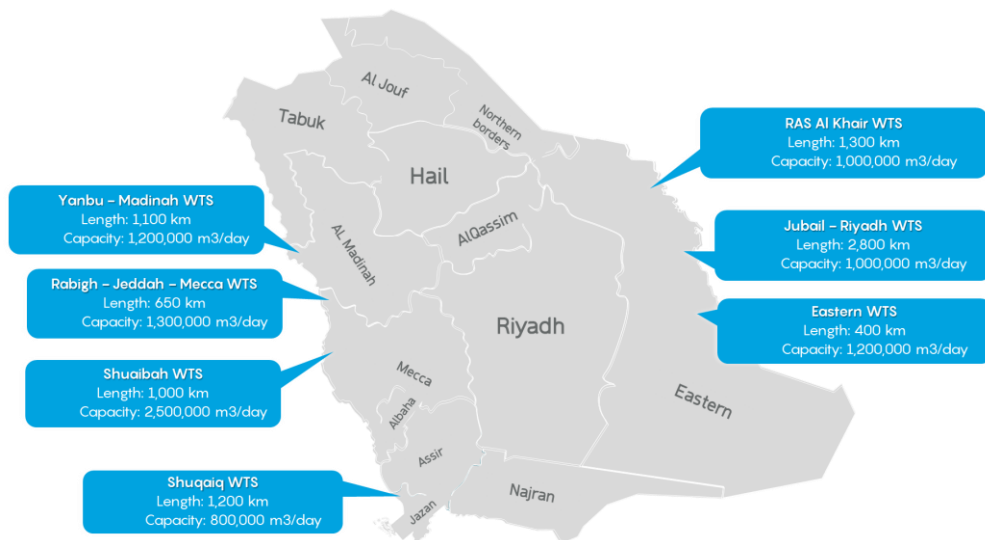 Al Jouf
Tabuk
Northern
borders
Hail
AlQassim
AL Madinah
Riyadh
Mecca
Albaha
Assir
Jazan
Najran
Eastern
Yanbu – Madinah WTS
Length: 1,100 km
Capacity: 1,200,000 m3/day
Rabigh – Jeddah – Mecca WTS
Length: 650 km
Capacity: 1,300,000 m3/day
Shuaibah WTS
Length: 1,000 km
Capacity: 2,500,000 m3/day
Shuqaiq WTS
Length: 1,200 km
Capacity: 800,000 m3/day
RAS Al Khair WTS
Length: 1,300 km
Capacity: 1,000,000 m3/day
Jubail – Riyadh WTS
Length: 2,800 km
Capacity: 1,000,000 m3/day
Eastern WTS
Length: 400 km
Capacity: 1,200,000 m3/day